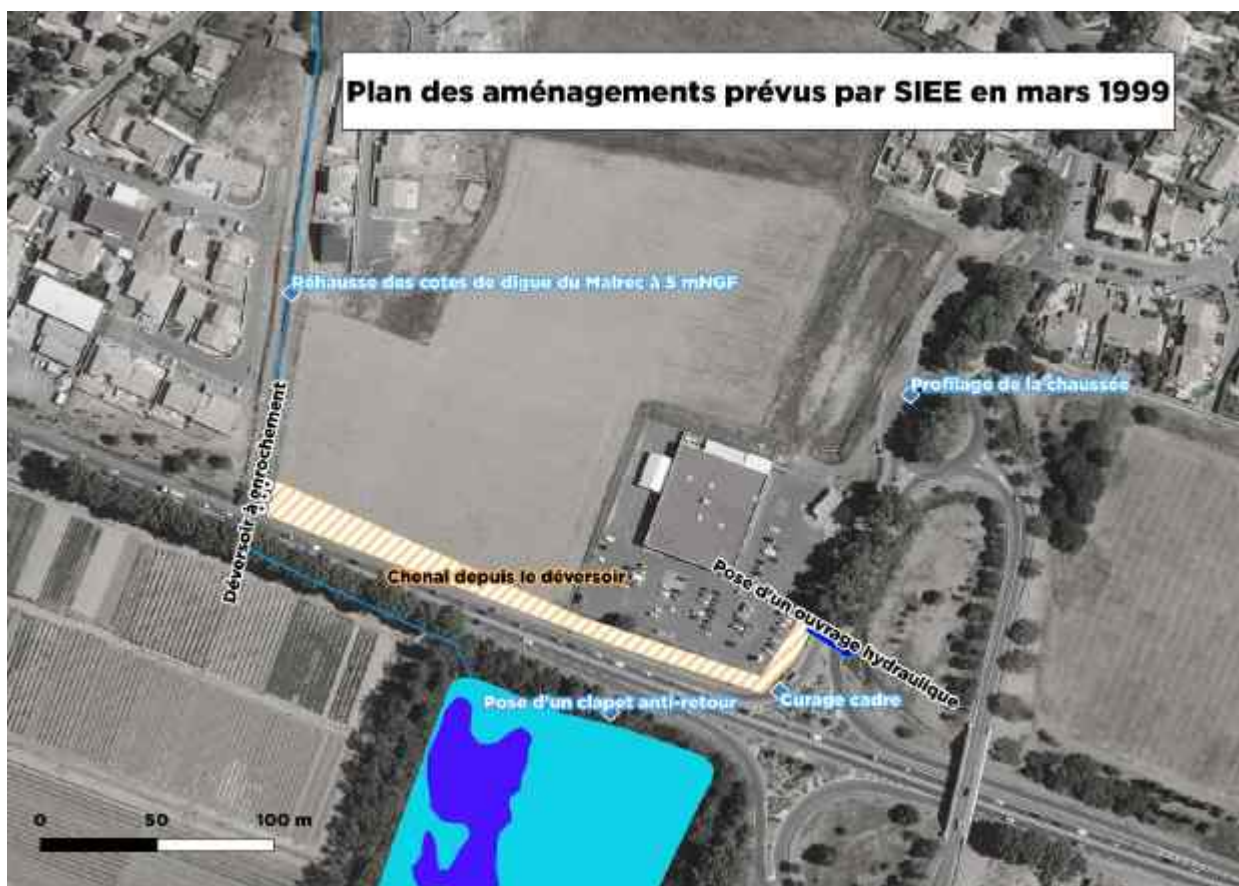 Plan des aménagements prévus par SIEE en mars 1999
Réhausse des cotes de digue du Malrec à 5 mNGF
Profilage de la chaussée
Déversoir à enrochement
Chenal depuis le déversoir
Pose d'un ouvrage hydraulique
Pose d'un clapet anti-retour
Curage cadre
0 50 100 m